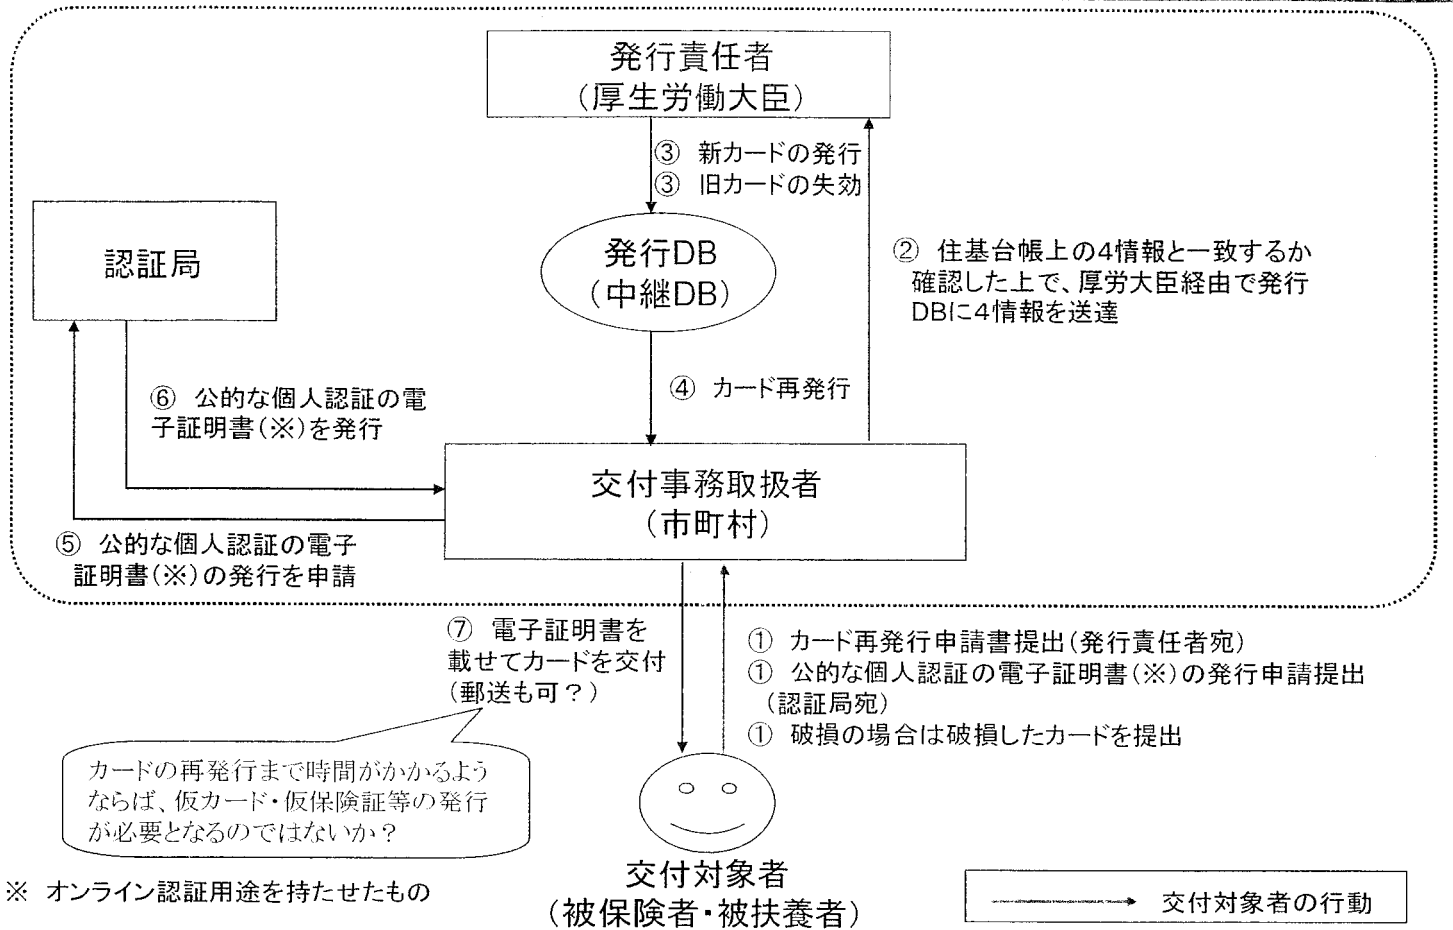 発行責任者
（厚生労働大臣）
③ 新カードの発行
③ 旧カードの失効
認証局
発行DB
（中継DB）
② 住基台帳上の4情報と一致するか
確認した上で、厚労大臣経由で発行
DBに4情報を送達
④ カード再発行
⑥ 公的な個人認証の電
子証明書(※)を発行
交付事務取扱者
（市町村）
⑤ 公的な個人認証の電子
証明書(※)の発行を申請
⑦ 電子証明書を
載せてカードを交付
(郵送も可？)
① カード再発行申請書提出(発行責任者宛)
① 公的な個人認証の電子証明書(※)の発行申請提出
(認証局宛)
① 破損の場合は破損したカードを提出
カードの再発行まで時間がかかるよう
ならば、仮カード・仮保険証等の発行
が必要となるのではないか？
交付対象者
（被保険者・被扶養者）
※ オンライン認証用途を持たせたもの
交付対象者の行動